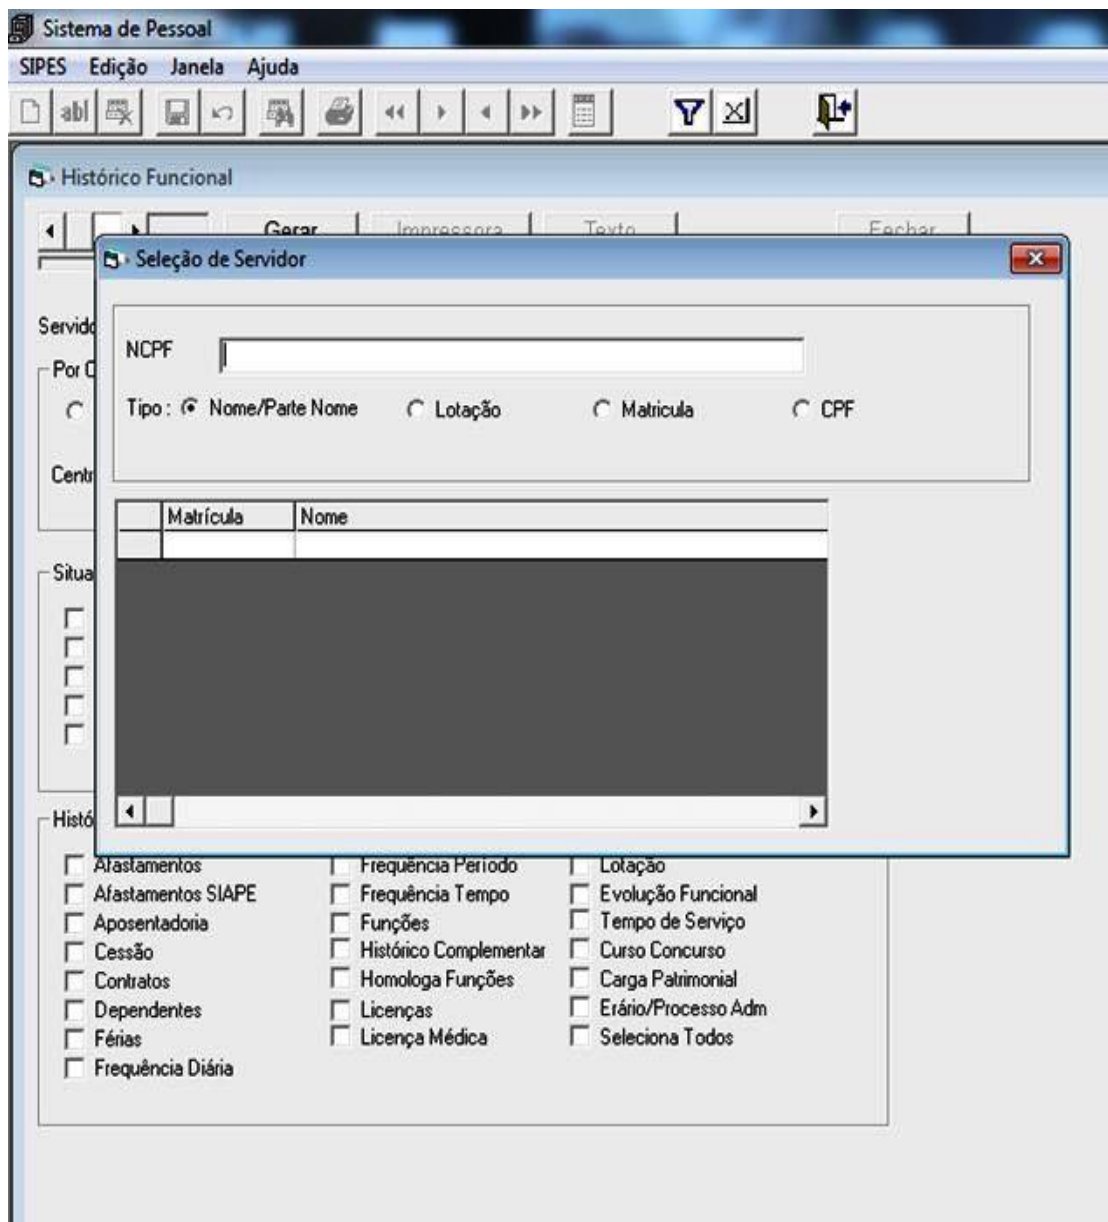 Sistema de Pessoal
SIPES Edição Janela Ajuda
abl
Histórico Funcional
Gerar Impressora Texto Fechar
Seleção de Servidor
NCPF
Tipo : Nome/Parte Nome Lotação Matricula CPF
Matrícula Nome
Afastamentos Frequência Período Lotação
Afastamentos SIAPE Frequência Tempo Evolução Funcional
Aposentadoria Funções Tempo de Serviço
Cessão Histórico Complementar Curso Concurso
Contratos Homologa Funções Carga Patrimonial
Dependentes Licenças Erário/Processo Adm
Férias Licença Médica Seleciona Todos
Frequência Diária